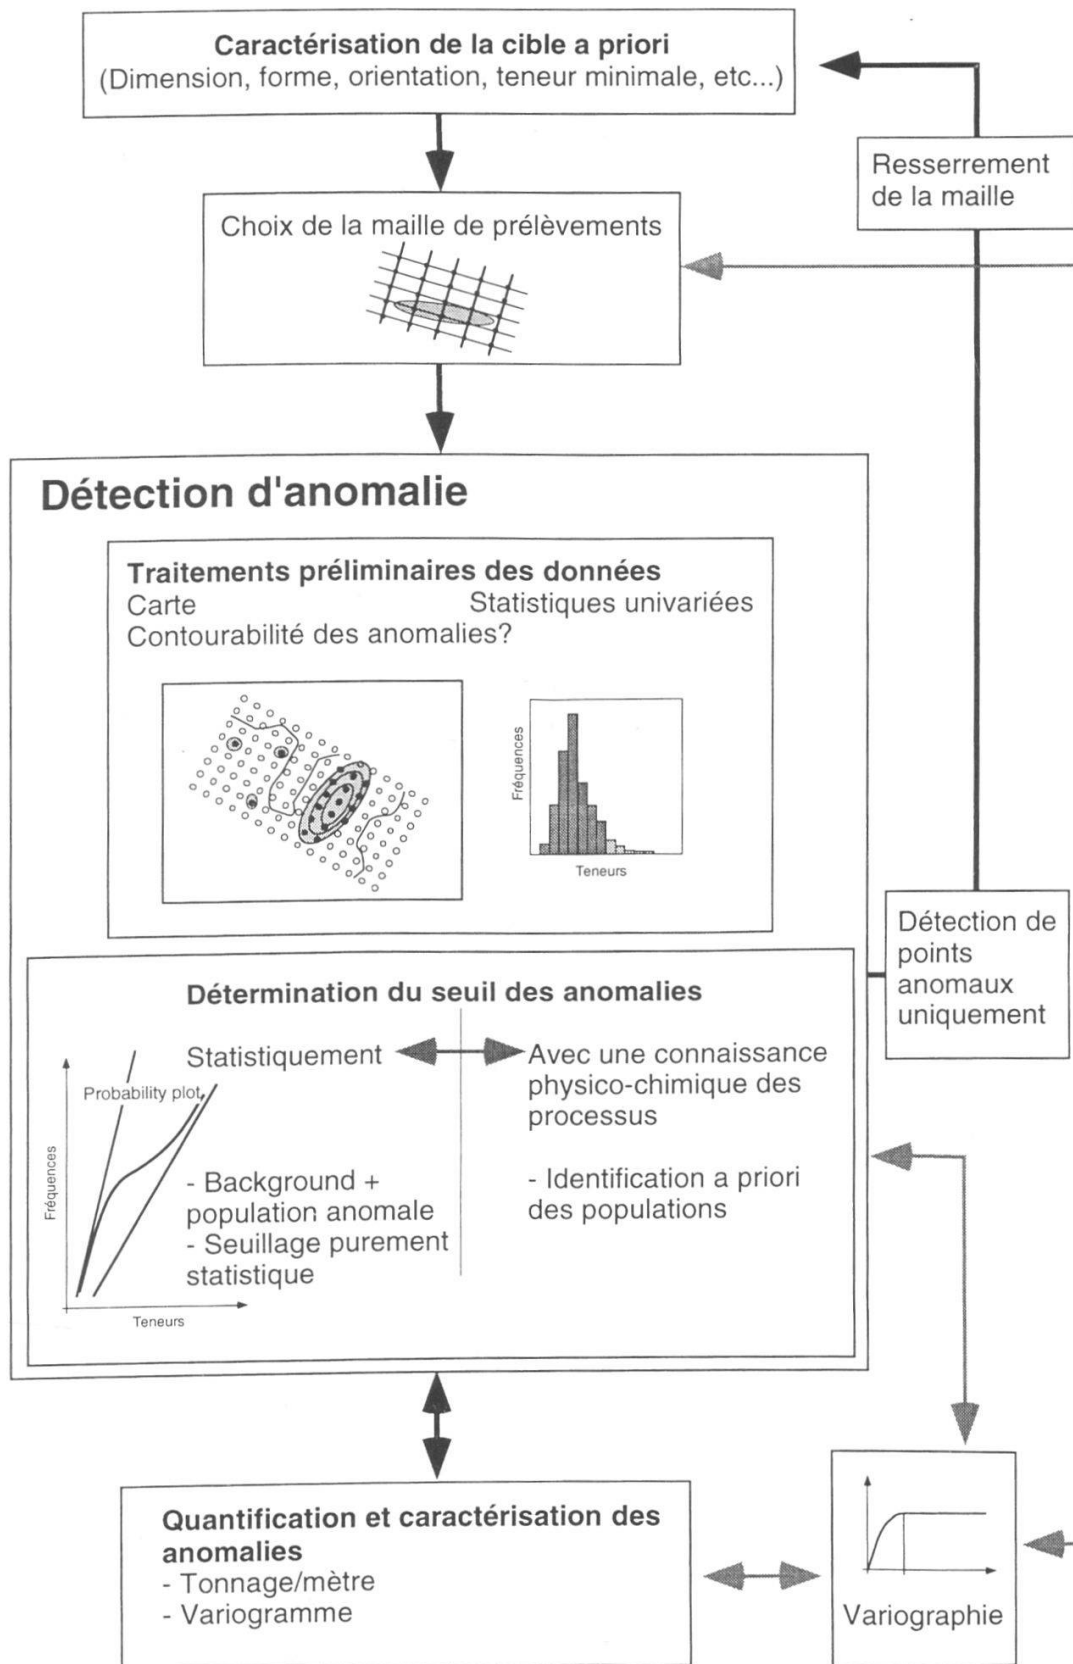 Caractérisation de la cible a priori
(Dimension, forme, orientation, teneur minimale, etc...)
Resserrement
de la maille
Choix de la maille de prélèvements
Détection d'anomalie
Traitements préliminaires des données
Carte
Statistiques univariées
Contourabilité des anomalies?
Fréquences
Teneurs
Détection de
points
anomaux
uniquement
Détermination du seuil des anomalies
Statistiquement
Avec une connaissance
physico-chimique des
processus
Probability plot
Fréquences
Teneurs
- Background +
population anomale
- Seuillage purement
statistique
- Identification a priori
des populations
Quantification et caractérisation des
anomalies
- Tonnage/mètre
- Variogramme
Variographie